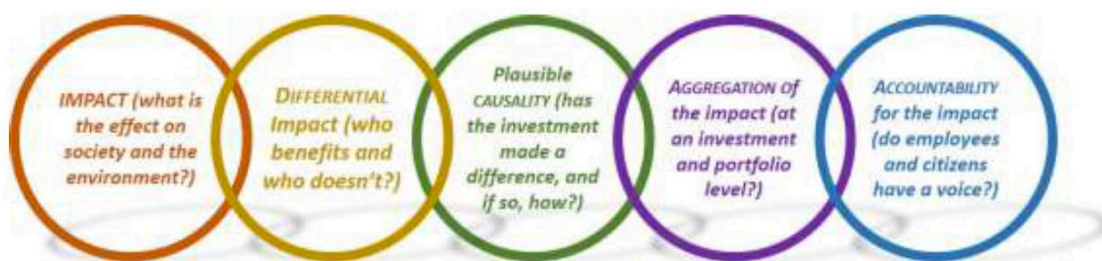 IMPACT (what is
the effect on
society and the
environment?)
DIFFERENTIAL
Impact (who
benefits and
who doesn't?)
Plausible
CAUSALITY (has
the investment
made a
difference, and
if so, how?)
AGGREGATION of
the impact (at
an investment
and portfolio
level?)
ACCOUNTABILITY
for the impact
(do employees
and citizens
have a voice?)